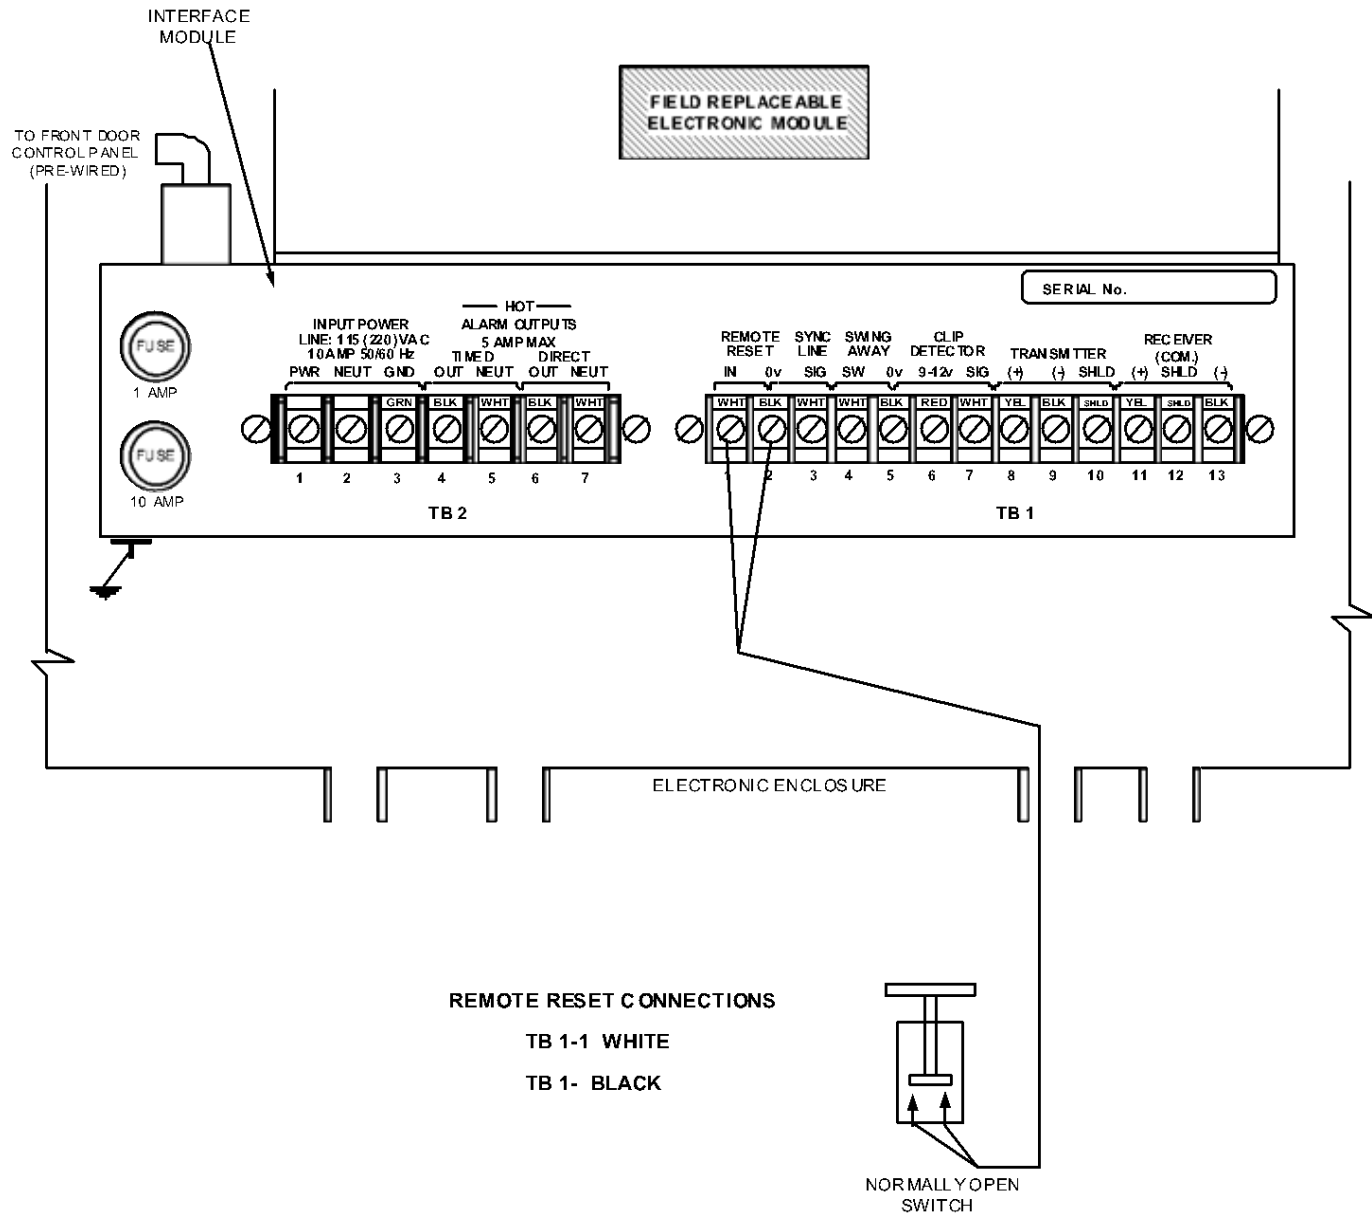 INTERFACE
MODULE
FIELD REPLACEABLE
ELECTRONIC MODULE
TO FRONT DOOR
CONTROL PANEL
(PRE-WIRED)
SERIAL No.
HOT
INPUT POWER
LINE: 115 (220) VAC
10 AMP 50/60 Hz
ALARM OUTPUTS
5 AMP MAX
TIMED DIRECT
PWR NEUT GND OUT NEUT OUT NEUT
REMOTE
RESET
SYNC
LINE
SWING
AWAY
CLIP
DETECTOR
TRANSMITTER
RECEIVER
(COM.)
IN 0v SIG SW 0v 9-12v SIG (+) (-) SHLD (+) SHLD (-)
FUSE
1 AMP
FUSE
10 AMP
GRN BLK WHT BLK WHT
WHT BLK WHT WHT BLK RED WHT YEL BLK SHLD YEL SHLD BLK
1 2 3 4 5 6 7
1 2 3 4 5 6 7 8 9 10 11 12 13
TB 2
TB 1
ELECTRONIC ENCLOSURE
REMOTE RESET CONNECTIONS
TB 1-1 WHITE
TB 1- BLACK
NORMALLY OPEN
SWITCH